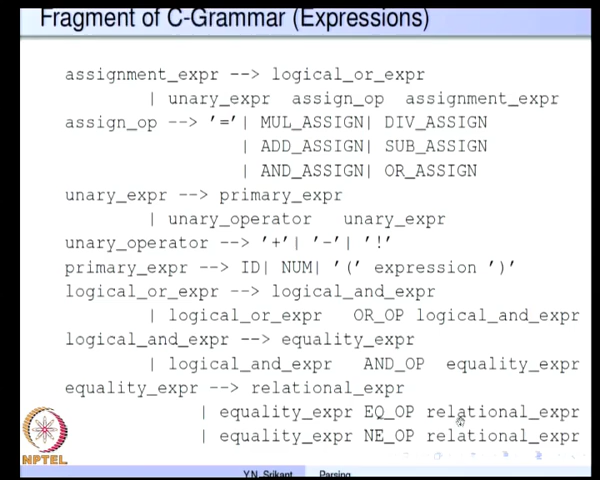 Fragment of C-Grammar (Expressions)
assignment_expr --> logical_or_expr
| unary_expr assign_op assignment_expr
assign_op --> '='| MUL_ASSIGN| DIV_ASSIGN
| ADD_ASSIGN| SUB_ASSIGN
| AND_ASSIGN| OR_ASSIGN
unary_expr --> primary_expr
| unary_operator unary_expr
unary_operator --> '+'| '-'| '!'
primary_expr --> ID| NUM| '(' expression ')'
logical_or_expr --> logical_and_expr
| logical_or_expr OR_OP logical_and_expr
logical_and_expr --> equality_expr
| logical_and_expr AND_OP equality_expr
equality_expr --> relational_expr
| equality_expr EQ_OP relational_expr
| equality_expr NE_OP relational_expr
NPTEL
Y.N. Srikant Parsing